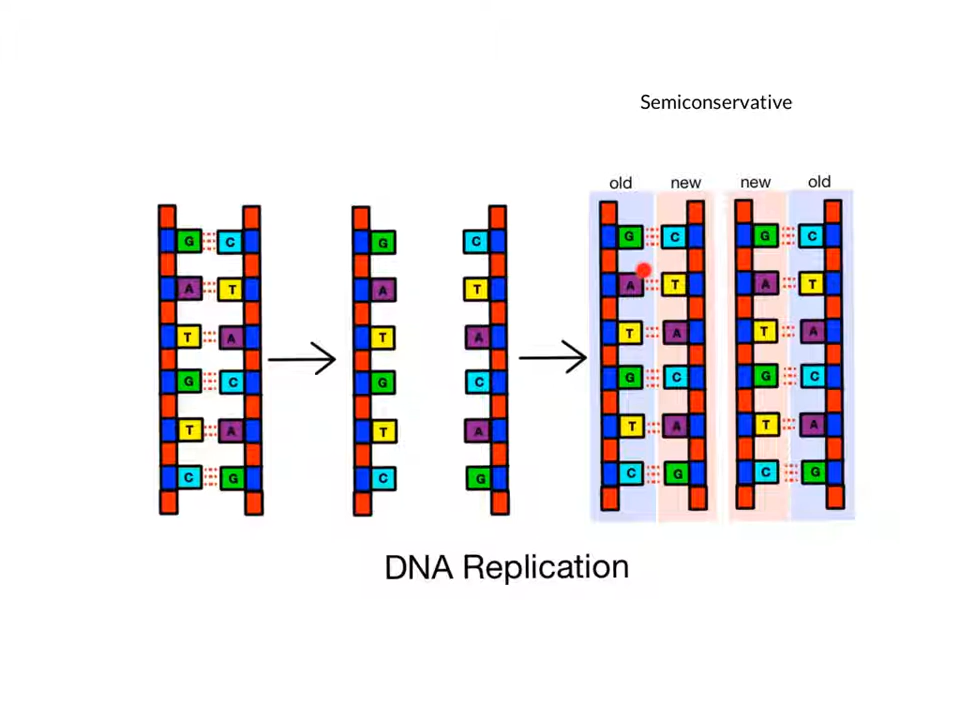 Semiconservative
old new new old
G C G C G C G C
A T A T A T A T
T A T A T A T A
G C G C G C G C
T A T A T A T A
C G C G C G C G
DNA Replication